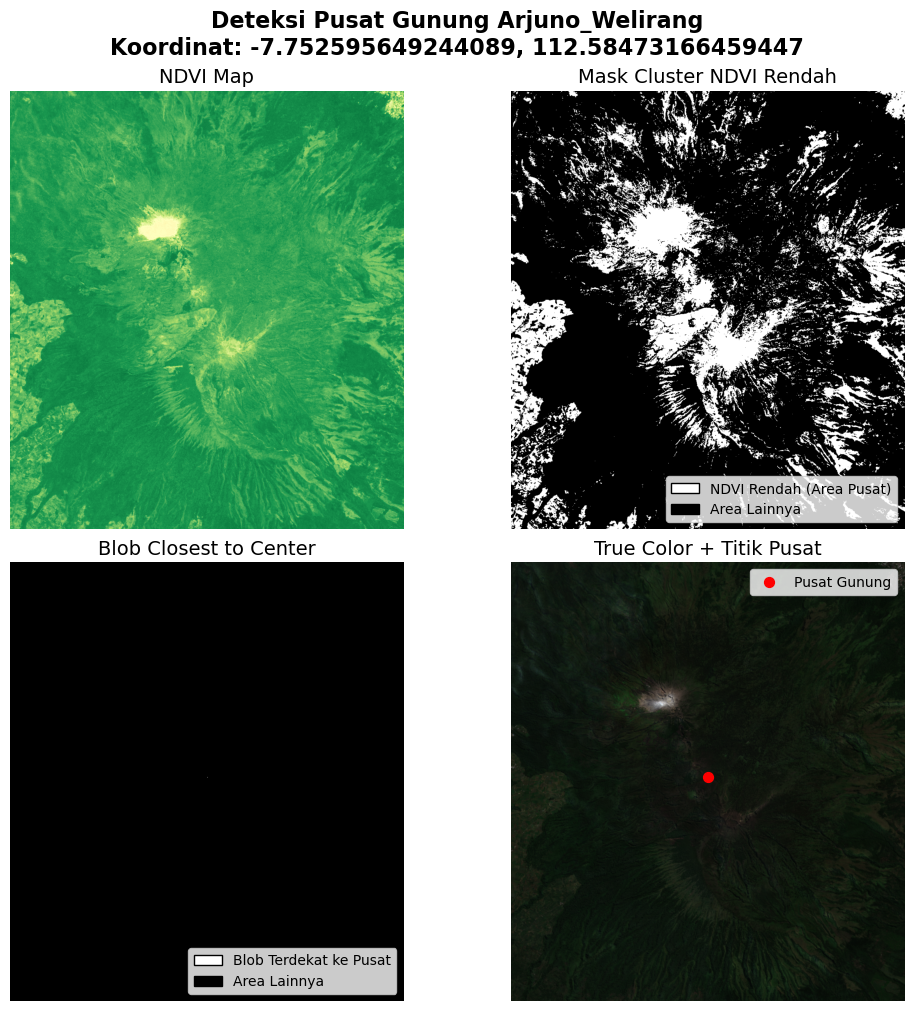 Deteksi Pusat Gunung Arjuno_Welirang
Koordinat: -7.752595649244089, 112.58473166459447
NDVI Map
Mask Cluster NDVI Rendah
NDVI Rendah (Area Pusat)
Area Lainnya
Blob Closest to Center
True Color + Titik Pusat
Pusat Gunung
Blob Terdekat ke Pusat
Area Lainnya